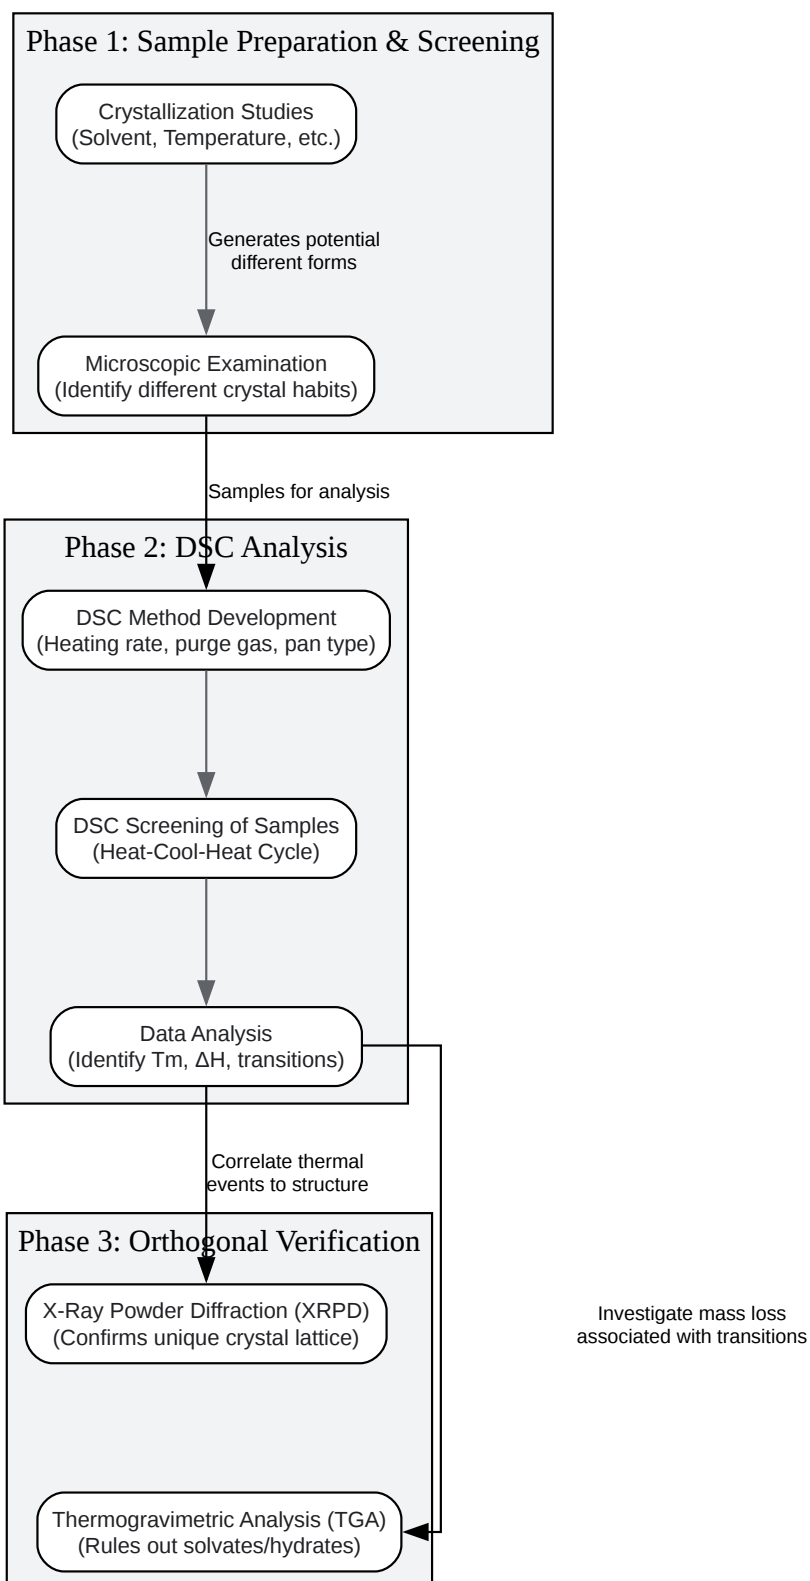 Phase 1: Sample Preparation & Screening
Crystallization Studies
(Solvent, Temperature, etc.)
Generates potential
different forms
Microscopic Examination
(Identify different crystal habits)
Samples for analysis
Phase 2: DSC Analysis
DSC Method Development
(Heating rate, purge gas, pan type)
DSC Screening of Samples
(Heat-Cool-Heat Cycle)
Data Analysis
(Identify Tm, ΔH, transitions)
Correlate thermal
events to structure
Phase 3: Orthogonal Verification
X-Ray Powder Diffraction (XRPD)
(Confirms unique crystal lattice)
Investigate mass loss
associated with transitions
Thermogravimetric Analysis (TGA)
(Rules out solvates/hydrates)